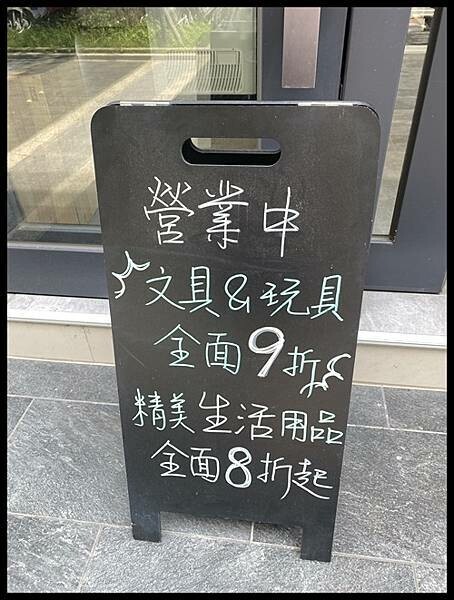 營業中
文具&玩具
全面9折
精美生活用品
全面8折起